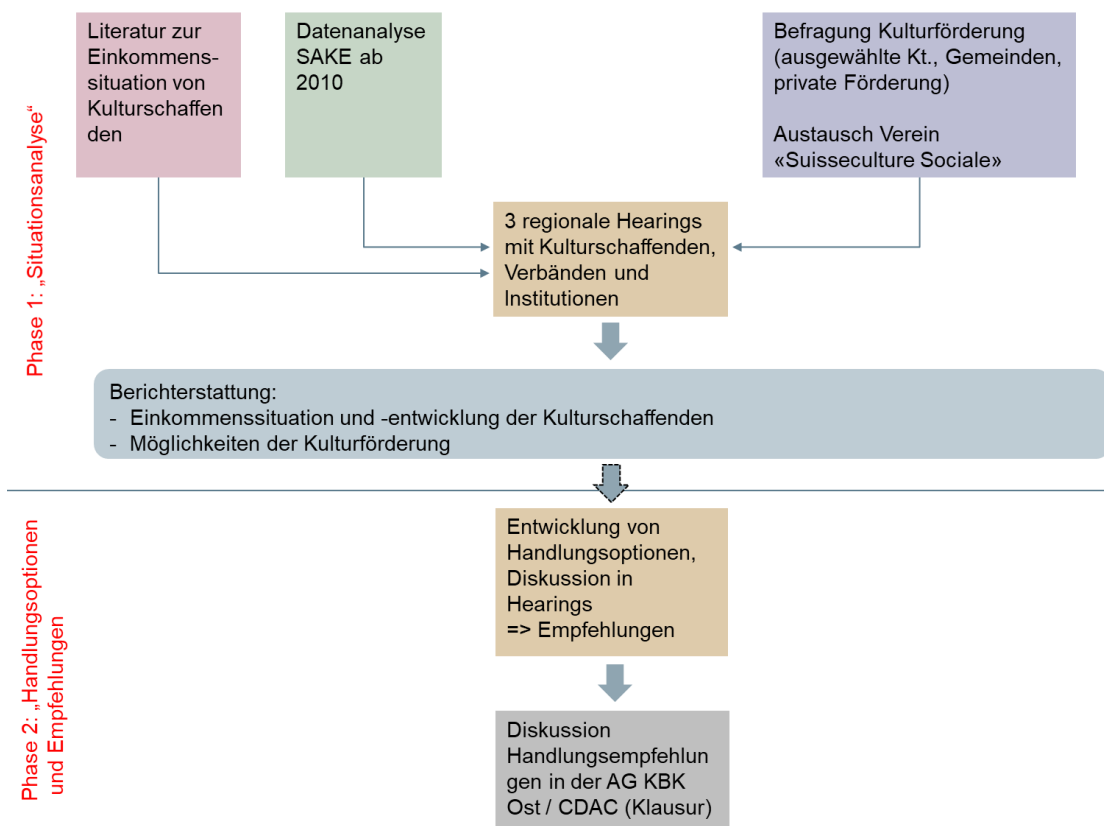 Literatur zur
Einkommens-
situation von
Kulturschaffen
den
Datenanalyse
SAKE ab
2010
Befragung Kulturförderung
(ausgewählte Kt., Gemeinden,
private Förderung)
Austausch Verein
«Suisseculture Sociale»
Phase 1: „Situationsanalyse“
3 regionale Hearings
mit Kulturschaffenden,
Verbänden und
Institutionen
Berichterstattung:
- Einkommenssituation und -entwicklung der Kulturschaffenden
- Möglichkeiten der Kulturförderung
Phase 2: „Handlungsoptionen
und Empfehlungen
Entwicklung von
Handlungsoptionen,
Diskussion in
Hearings
=> Empfehlungen
Diskussion
Handlungsempfehlun
gen in der AG KBK
Ost / CDAC (Klausur)